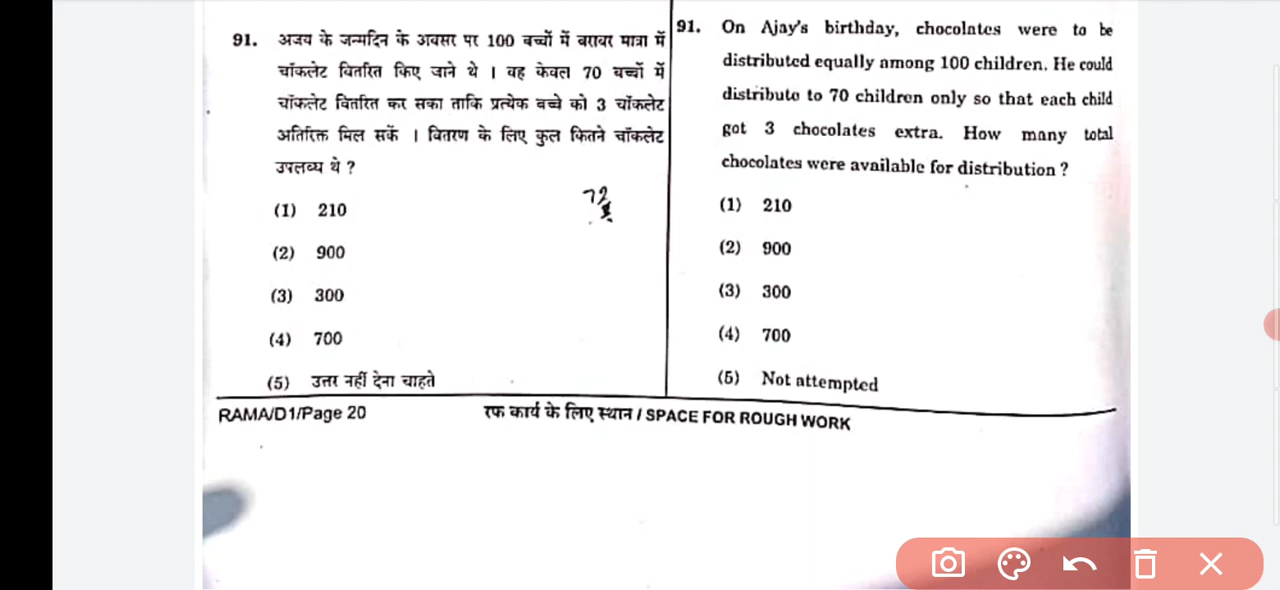 91. अजय के जन्मदिन के अवसर पर 100 बच्चों में बराबर मात्रा में
चॉकलेट वितरित किए जाने थे । वह केवल 70 बच्चों में
चॉकलेट वितरित कर सका ताकि प्रत्येक बच्चे को 3 चॉकलेट
अतिरिक्त मिल सकें । वितरण के लिए कुल कितने चॉकलेट
उपलब्ध थे ?
(1) 210
(2) 900
(3) 300
(4) 700
(5) उत्तर नहीं देना चाहते
72
91. On Ajay's birthday, chocolates were to be
distributed equally among 100 children. He could
distribute to 70 children only so that each child
got 3 chocolates extra. How many total
chocolates were available for distribution ?
(1) 210
(2) 900
(3) 300
(4) 700
(5) Not attempted
RAMA/D1/Page 20
रफ कार्य के लिए स्थान / SPACE FOR ROUGH WORK